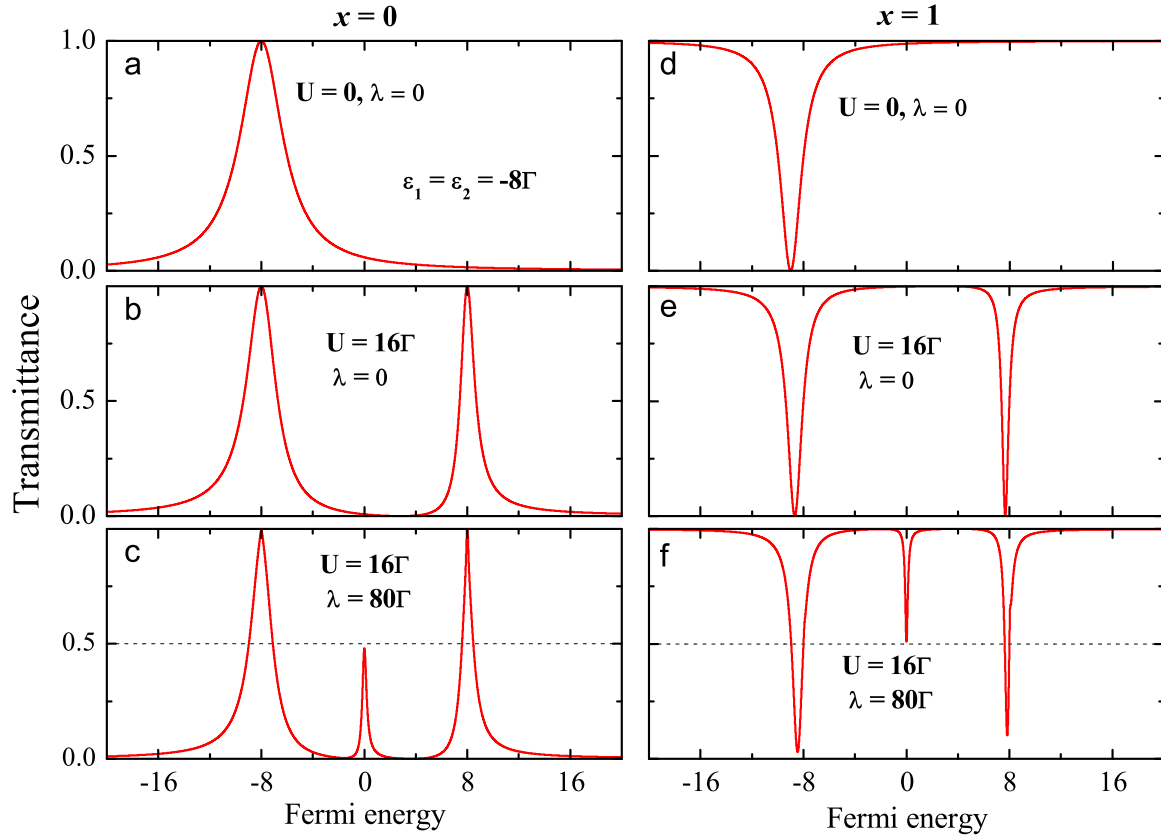 x = 0
x = 1
Transmittance
1.0
a
U = 0, λ = 0
ε₁ = ε₂ = -8Γ
0.5
0.0
d
U = 0, λ = 0
b
U = 16Γ
λ = 0
0.5
0.0
e
U = 16Γ
λ = 0
c
U = 16Γ
λ = 80Γ
0.5
0.0
f
U = 16Γ
λ = 80Γ
-16 -8 0 8 16
-16 -8 0 8 16
Fermi energy
Fermi energy